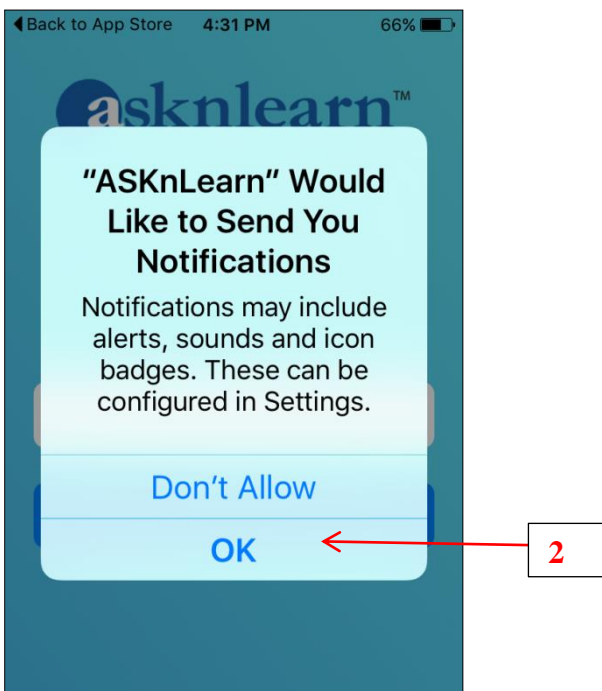 Back to App Store 4:31 PM 66%
asknlearn™
"ASKnLearn" Would
Like to Send You
Notifications
Notifications may include
alerts, sounds and icon
badges. These can be
configured in Settings.
Don't Allow
OK
2